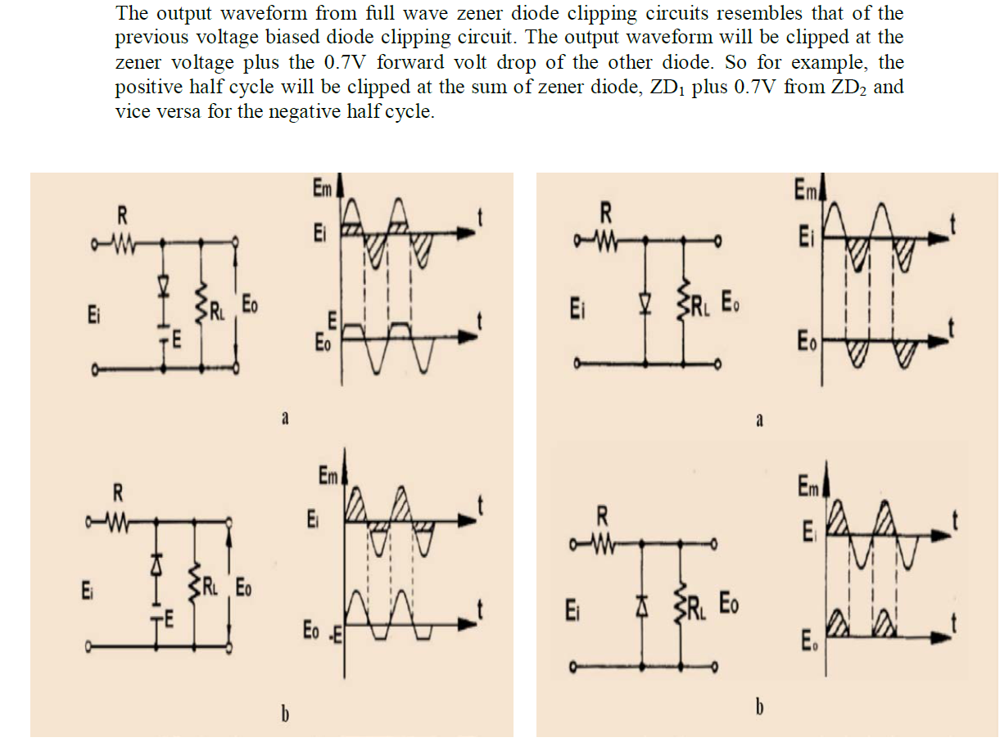 The output waveform from full wave zener diode clipping circuits resembles that of the
previous voltage biased diode clipping circuit. The output waveform will be clipped at the
zener voltage plus the 0.7V forward volt drop of the other diode. So for example, the
positive half cycle will be clipped at the sum of zener diode, ZD₁ plus 0.7V from ZD₂ and
vice versa for the negative half cycle.
Em
R
Ei
t
Ei
RL
Eo
E
E
Eo
t
a
Em
R
Ei
t
Ei
RL
Eo
E
Eo
-E
t
b
Em
R
Ei
t
Ei
RL
Eo
Eo
t
a
Em
R
Ei
t
Ei
RL
Eo
Eo
t
b